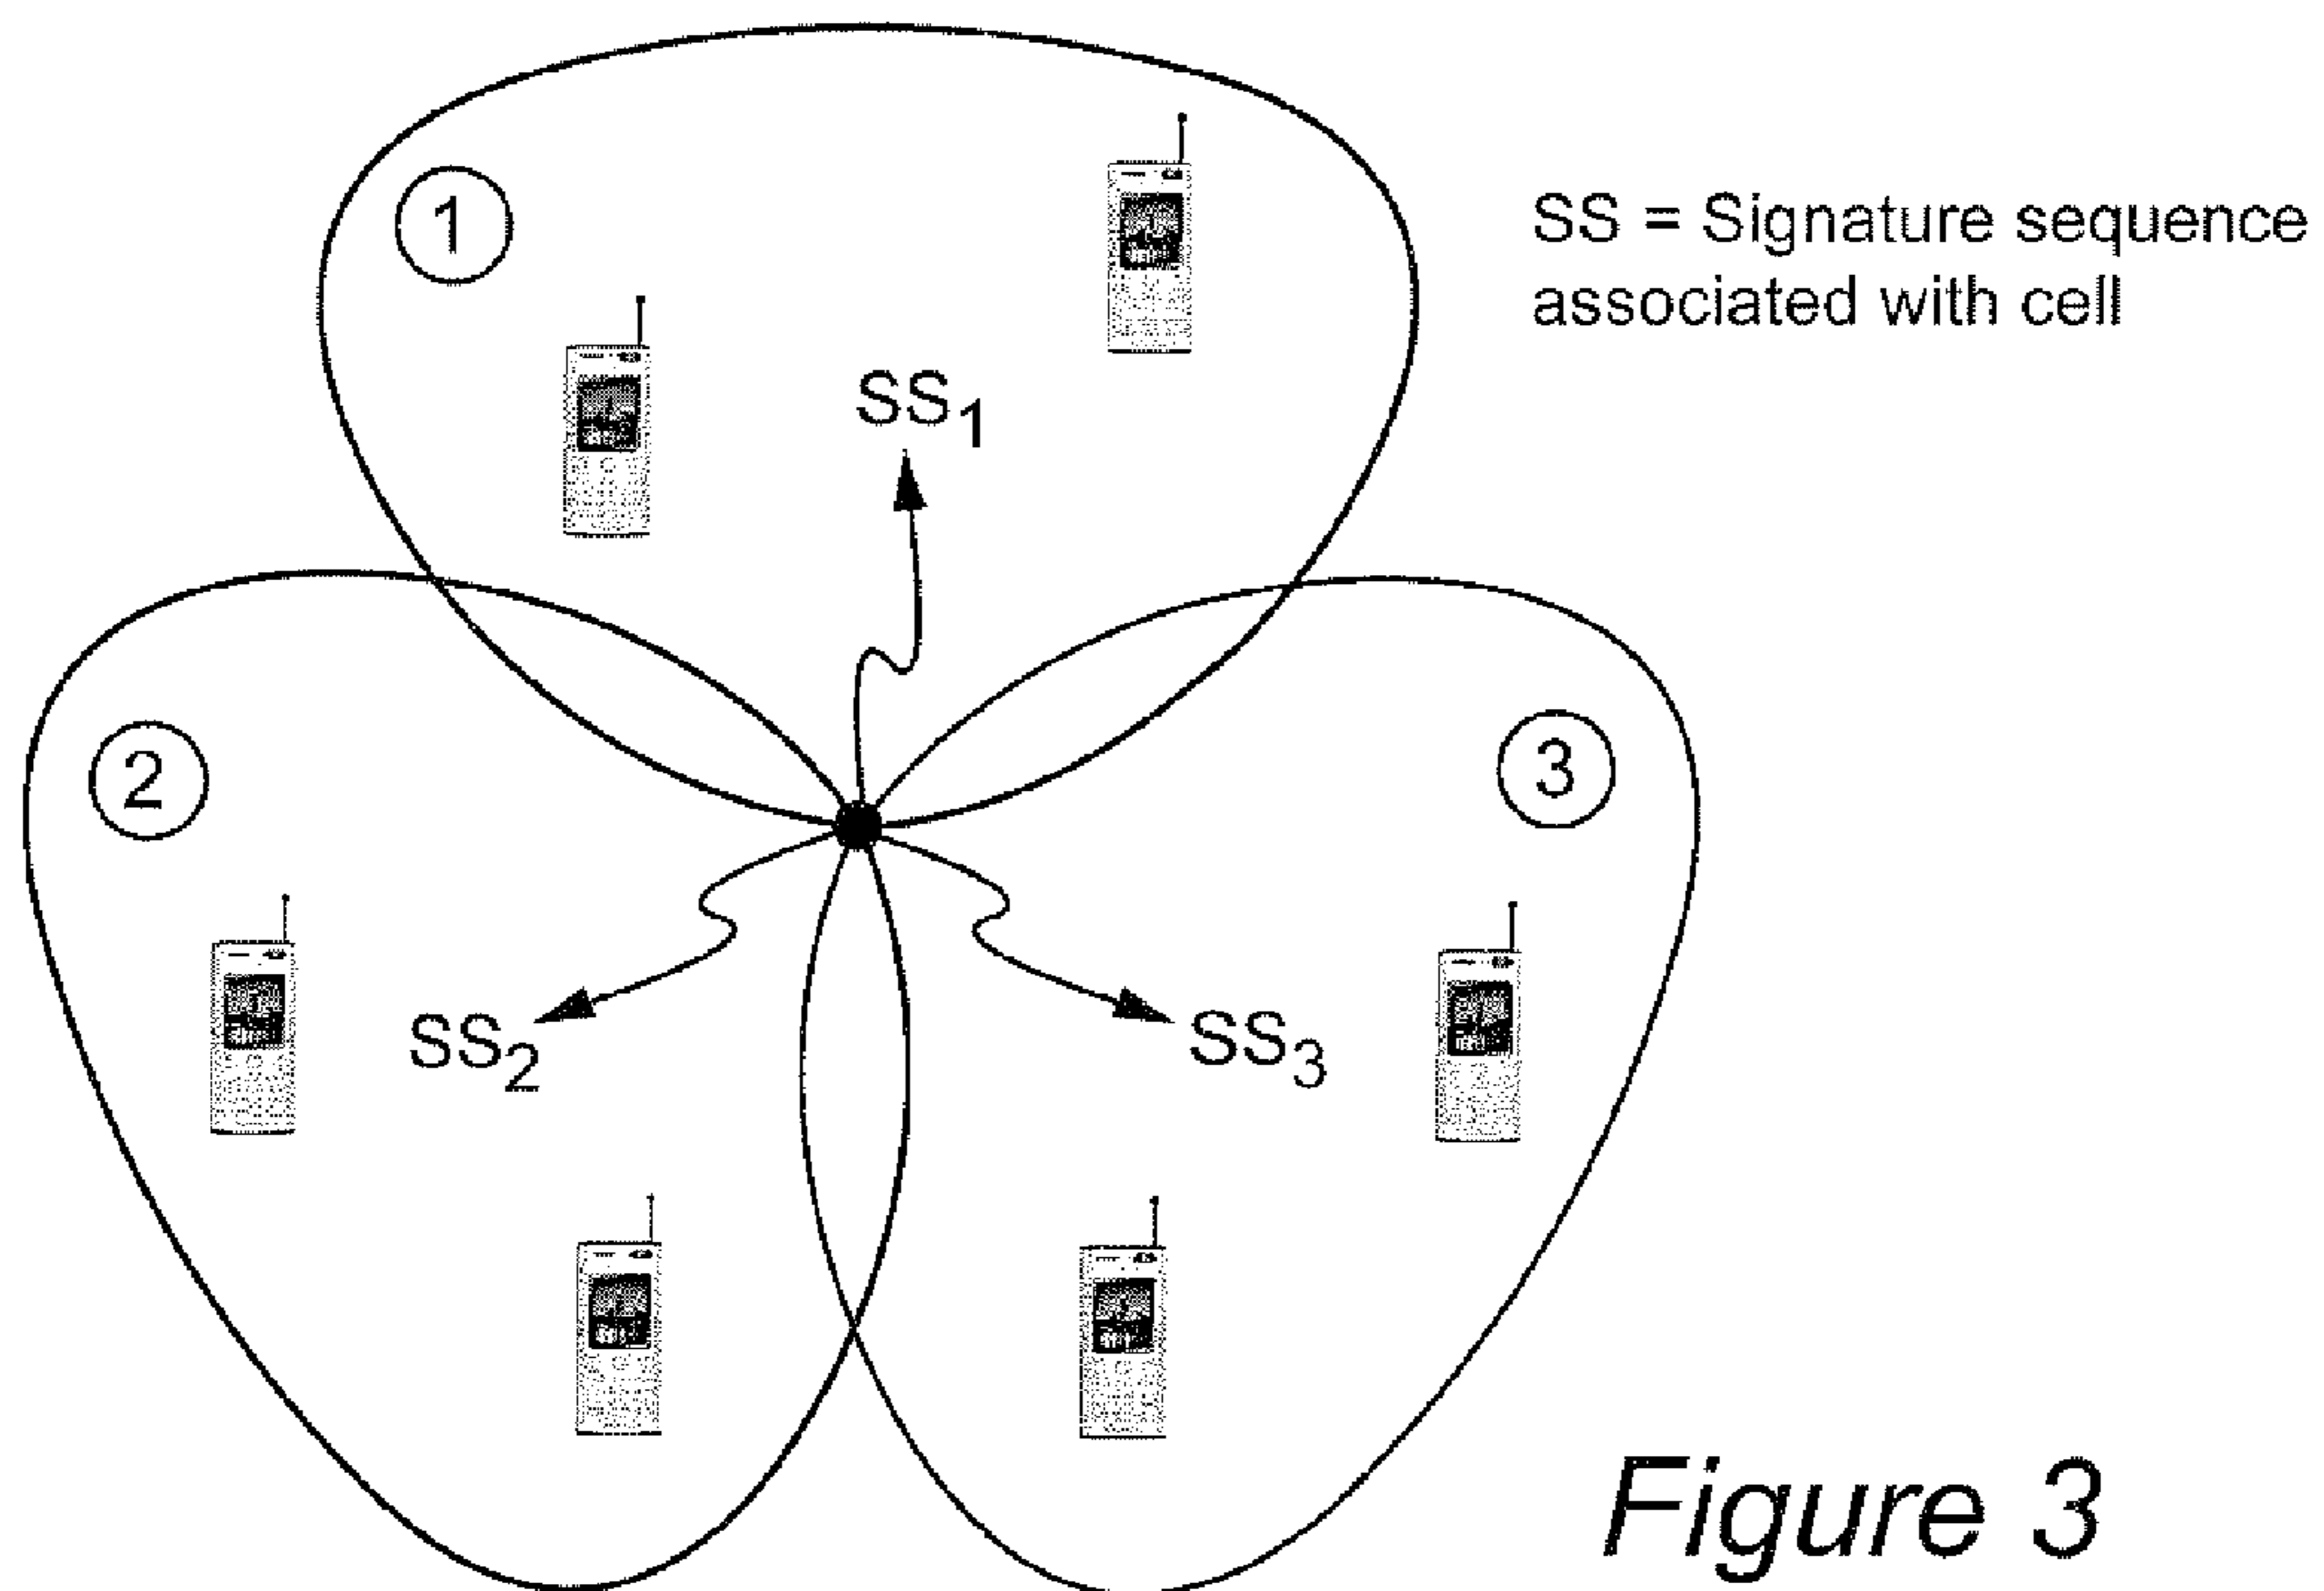 1
SS = Signature sequence
associated with cell
SS1
2
3
SS2
SS3
Figure 3